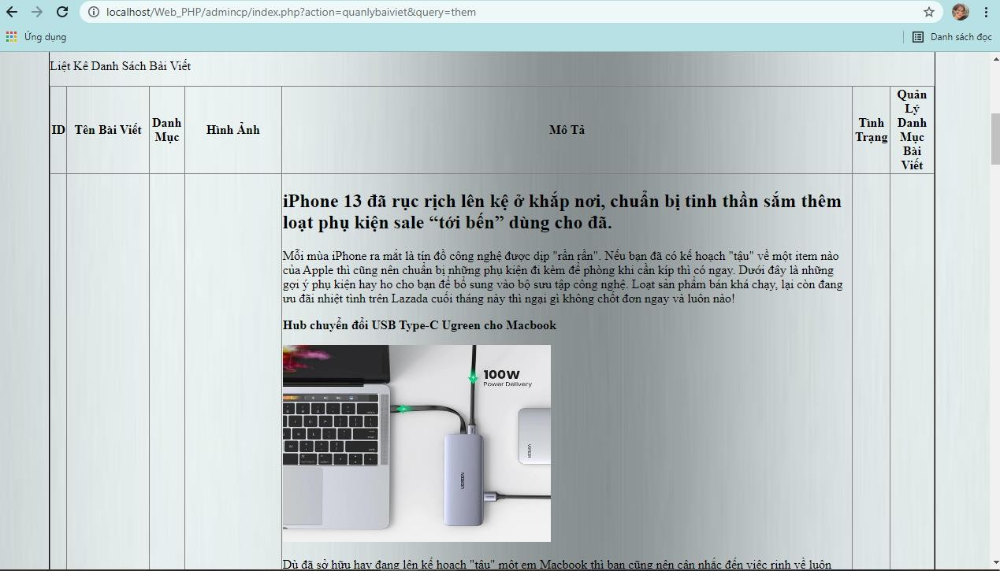 localhost/Web_PHP/admincp/index.php?action=quanlybaiviet&query=them
Ứng dụng
Danh sách đọc
Liệt Kê Danh Sách Bài Viết
ID
Tên Bài Viết
Danh
Mục
Hình Ảnh
Mô Tả
Tình
Trạng
Quản
Lý
Danh
Mục
Bài
Viết
iPhone 13 đã rục rịch lên kệ ở khắp nơi, chuẩn bị tinh thần sắm thêm
loạt phụ kiện sale “tới bến” dùng cho đã.
Mỗi mùa iPhone ra mắt là tín đồ công nghệ được dịp "rần rần". Nếu bạn đã có kế hoạch "tậu" về một item nào
của Apple thì cũng nên chuẩn bị những phụ kiện đi kèm để phòng khi cần kíp thì có ngay. Dưới đây là những
gợi ý phụ kiện hay ho cho bạn để bổ sung vào bộ sưu tập công nghệ. Loạt sản phẩm bán khá chạy, lại còn đang
ưu đãi nhiệt tình trên Lazada cuối tháng này thì ngại gì không chốt đơn ngay và luôn nào!
Hub chuyển đổi USB Type-C Ugreen cho Macbook
100W
Power Delivery
UGREEN
Dù đã sở hữu hay đang lên kế hoạch "tậu" một em Macbook thì bạn cũng nên cân nhắc đến việc rinh về luôn